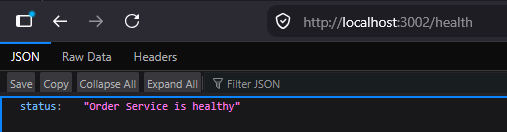 http://localhost:3002/health
JSON Raw Data Headers
Save Copy Collapse All Expand All Filter JSON
status: "Order Service is healthy"